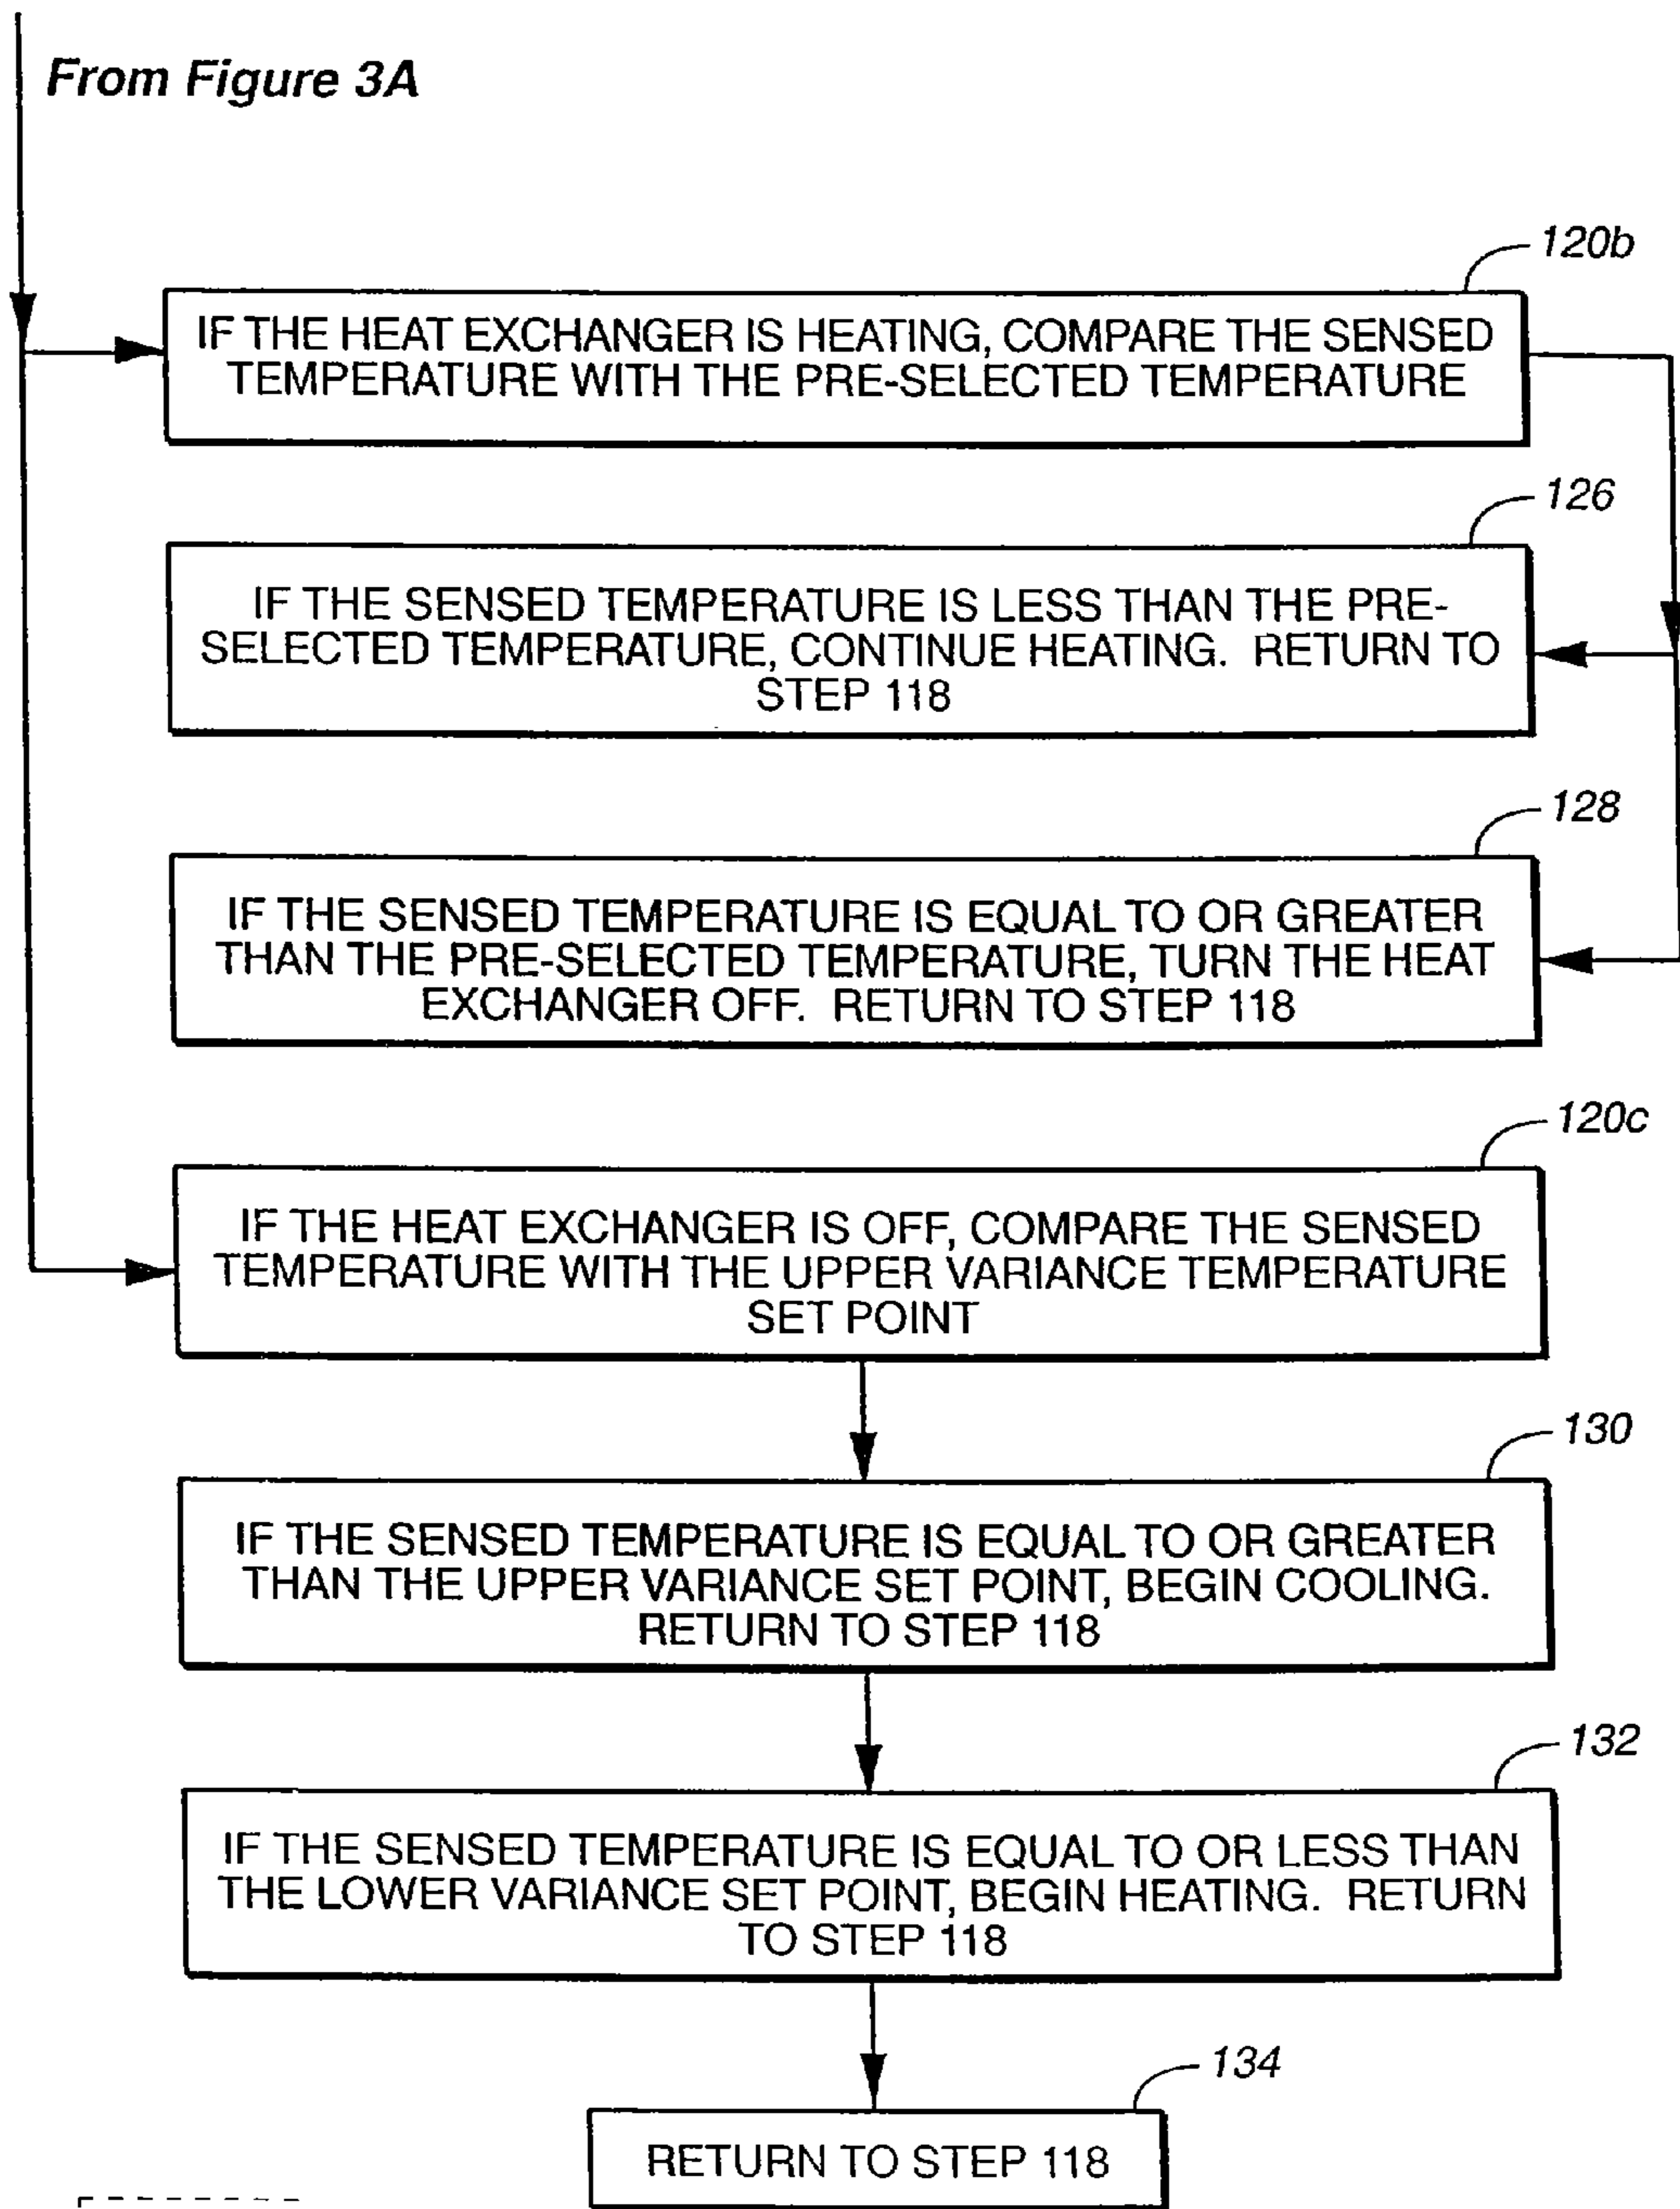 From Figure 3A
120b
IF THE HEAT EXCHANGER IS HEATING, COMPARE THE SENSED
TEMPERATURE WITH THE PRE-SELECTED TEMPERATURE
126
IF THE SENSED TEMPERATURE IS LESS THAN THE PRE-
SELECTED TEMPERATURE, CONTINUE HEATING. RETURN TO
STEP 118
128
IF THE SENSED TEMPERATURE IS EQUAL TO OR GREATER
THAN THE PRE-SELECTED TEMPERATURE, TURN THE HEAT
EXCHANGER OFF. RETURN TO STEP 118
120c
IF THE HEAT EXCHANGER IS OFF, COMPARE THE SENSED
TEMPERATURE WITH THE UPPER VARIANCE TEMPERATURE
SET POINT
130
IF THE SENSED TEMPERATURE IS EQUAL TO OR GREATER
THAN THE UPPER VARIANCE SET POINT, BEGIN COOLING.
RETURN TO STEP 118
132
IF THE SENSED TEMPERATURE IS EQUAL TO OR LESS THAN
THE LOWER VARIANCE SET POINT, BEGIN HEATING. RETURN
TO STEP 118
134
RETURN TO STEP 118